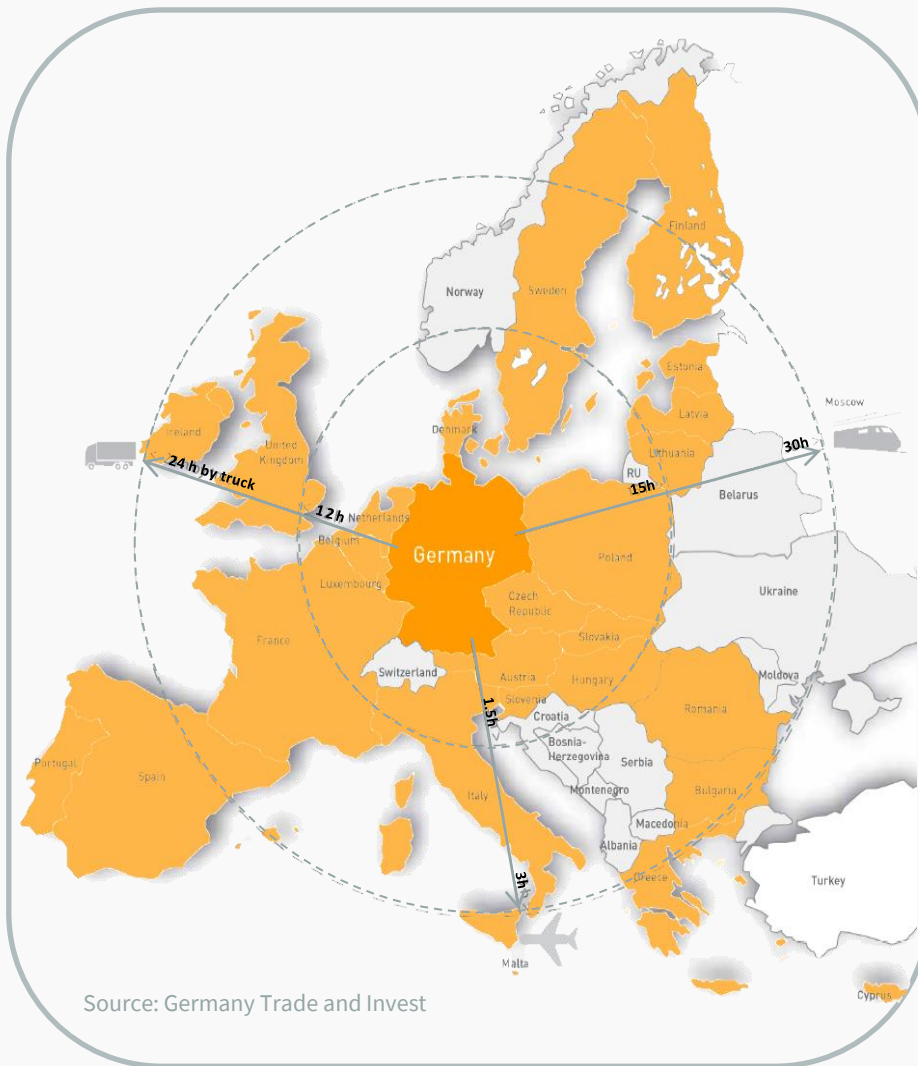 Finland
Norway
Sweden
Estonia
Moscow
Latvia
Denmark
Ireland
United
Kingdom
30h
Lithuania
24 h by truck
RU
15h
Belarus
12h
Netherlands
Belgium
Germany
Poland
Luxembourg
Czech
Republic
Ukraine
France
Slovakia
Switzerland
Austria
Hungary
Moldova
Slovenia
1.5h
Croatia
Romania
Bosnia-
Herzegovina
Serbia
Portugal
Spain
Italy
Montenegro
Bulgaria
Macedonia
Albania
3h
Greece
Turkey
Malta
Cyprus
Source: Germany Trade and Invest